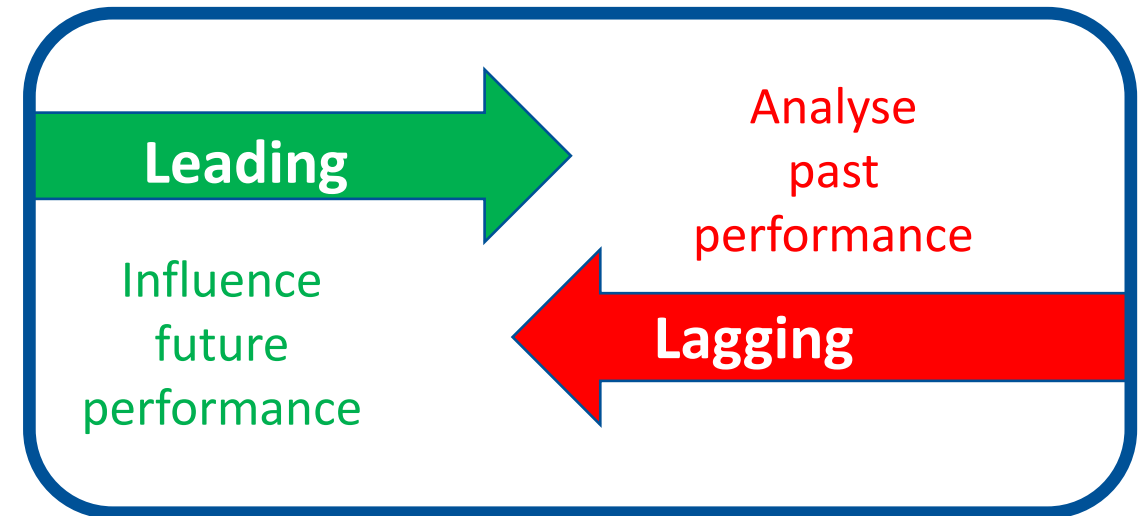 Leading
Influence
future
performance
Analyse
past
performance
Lagging